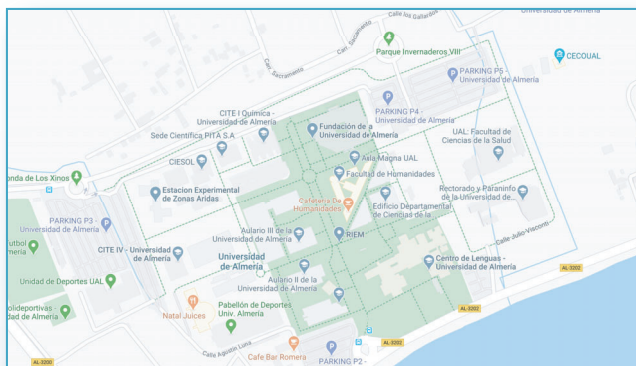 Calle los Gallardos
Universidad de Almería
Carr. Sacramento
Carr. Sacramento
Parque Invernaderos VIII
CECOUAL
PARKING P5 -
Universidad de Almería
PARKING P4 -
Universidad de Almería
CITE I Química -
Universidad de Almería
Fundación de la
Universidad de Almería
Sede Científica PITA S.A
UAL: Facultad de
Ciencias de la Salud
CIESOL
Aula Magna UAL
Facultad de Humanidades
onda de Los Xinos
Estacion Experimental
de Zonas Aridas
Cafetería De
Humanidades
Edificio Departamental
de Ciencias de la...
Rectorado y Paraninfo
de la Universidad de...
PARKING P3 -
Universidad de Almería
Aulario III de la
Universidad de Almería
RIEM
Calle Julio Visconti
Futbol
lmería
CITE IV - Universidad
de Almería
Universidad
de Almería
Centro de Lenguas -
Universidad de Almería
Unidad de Deportes UAL
Aulario II de la
Universidad de Almería
AL-3202
olideportivas
dad de Almería
Natal Juices
Pabellón de Deportes
Univ. Almería
AL-3202
AL-3202
Calle Agustín Luna
AL-3200
Cafe Bar Romera
PARKING P2 -